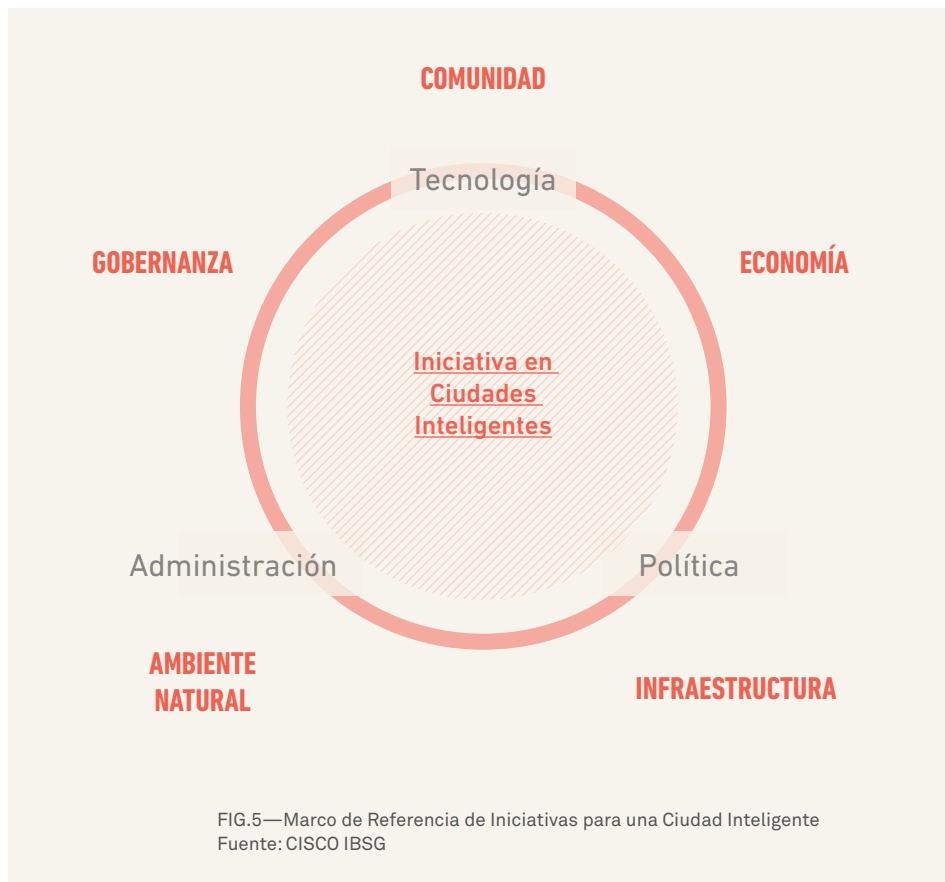 COMUNIDAD
Tecnología
GOBERNANZA
ECONOMÍA
Iniciativa en
Ciudades
Inteligentes
Administración
Política
AMBIENTE
NATURAL
INFRAESTRUCTURA
FIG.5—Marco de Referencia de Iniciativas para una Ciudad Inteligente
Fuente: CISCO IBSG